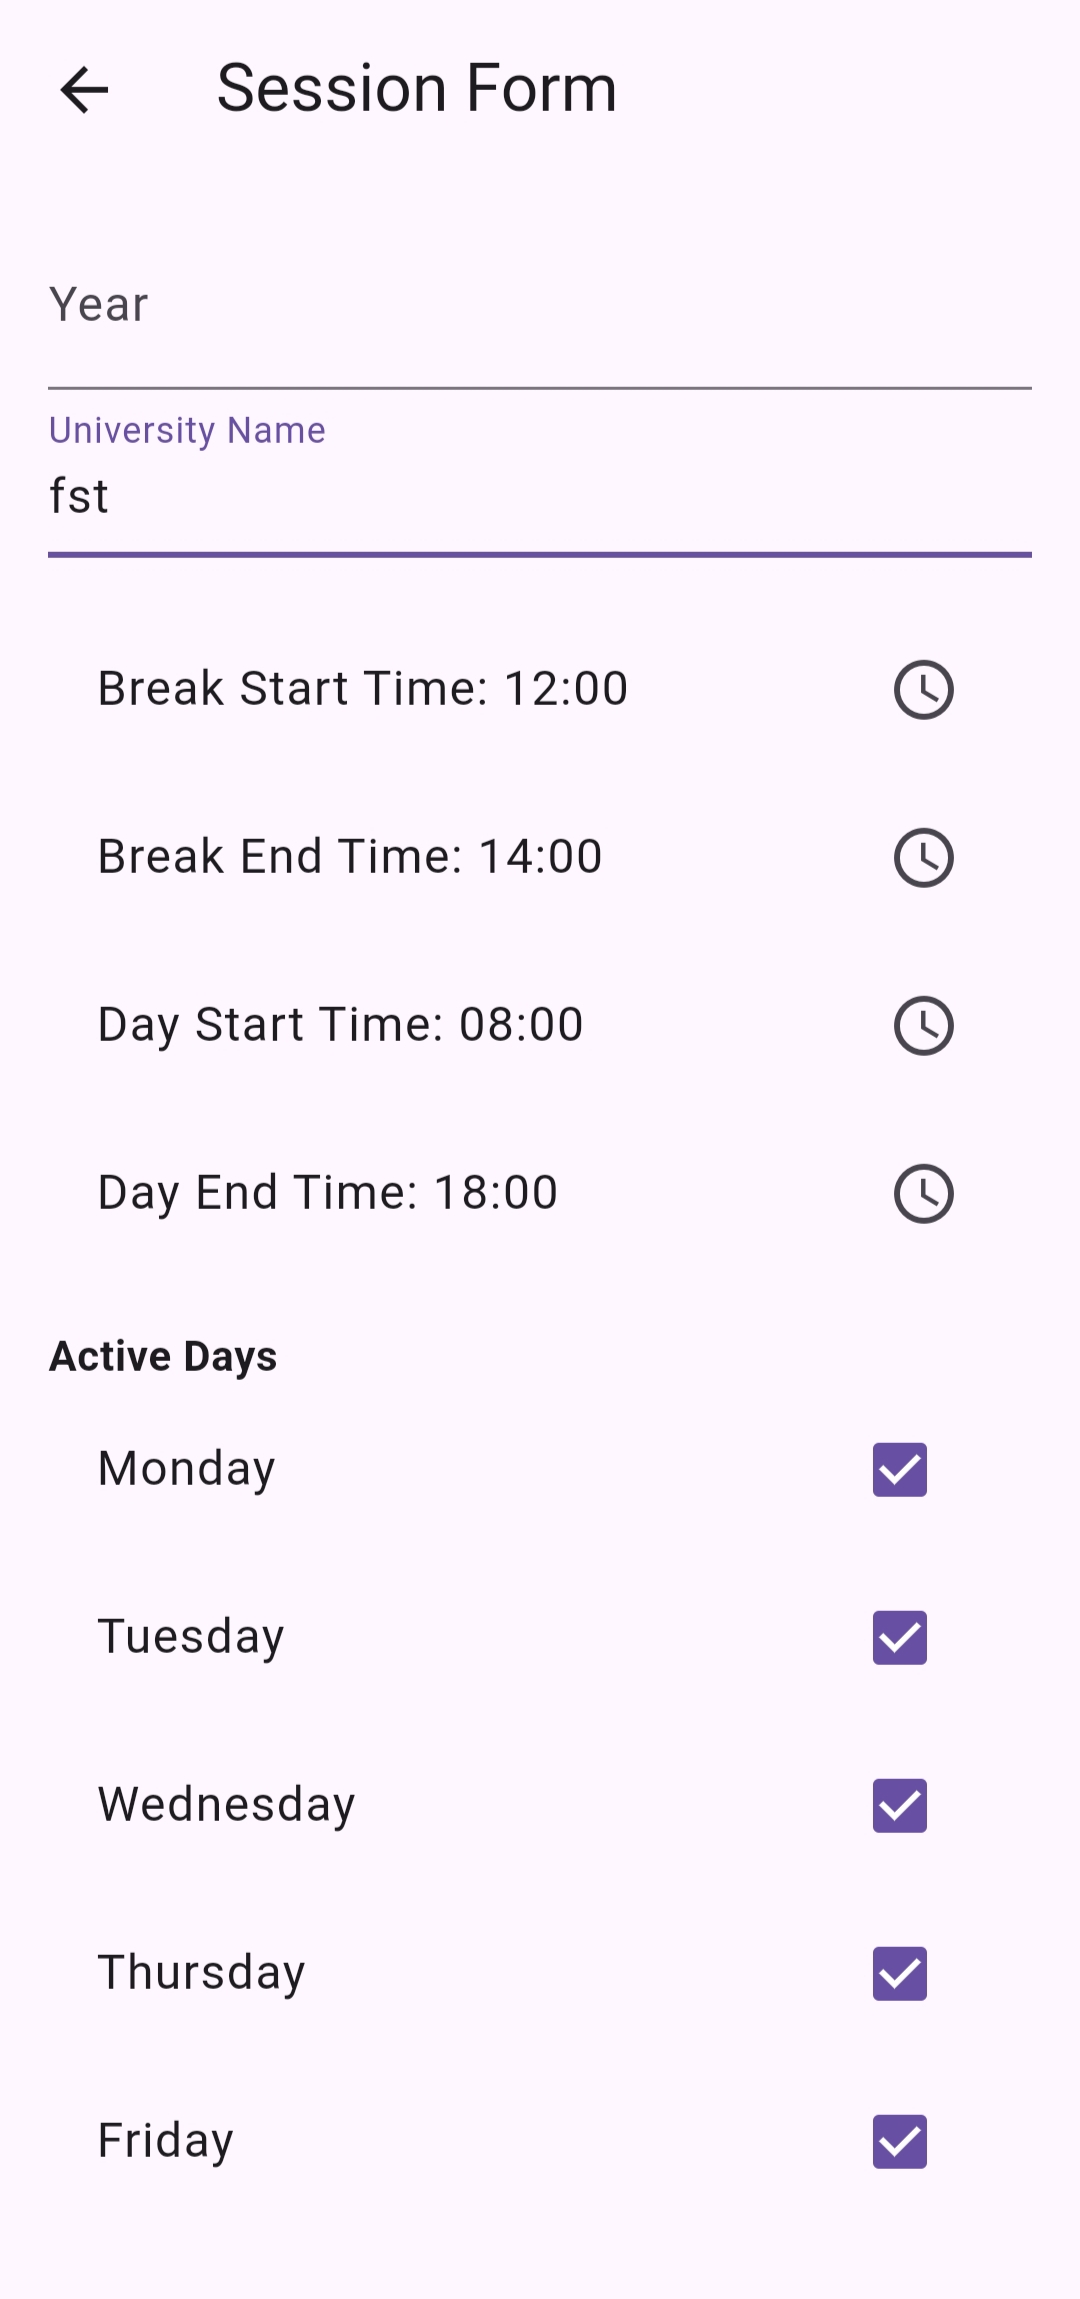 Session Form
Year
University Name
fst
Break Start Time: 12:00
Break End Time: 14:00
Day Start Time: 08:00
Day End Time: 18:00
Active Days
Monday
Tuesday
Wednesday
Thursday
Friday